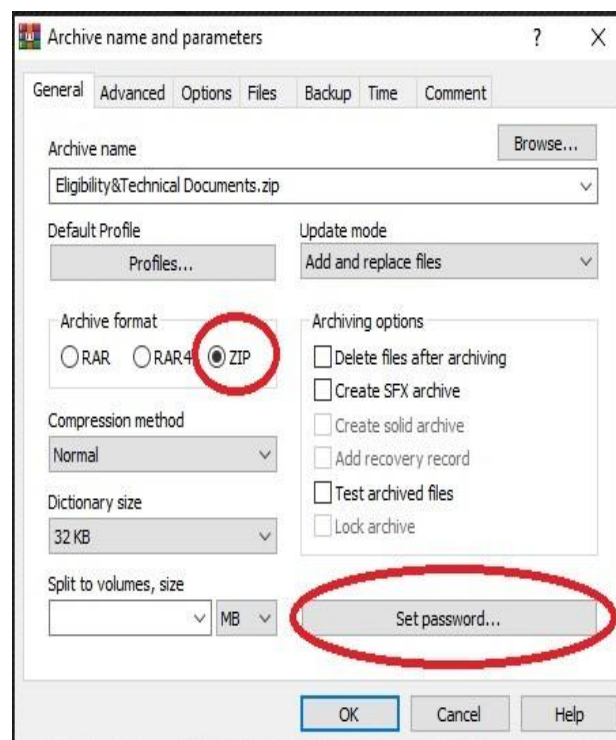 Archive name and parameters
?
X
General Advanced Options Files Backup Time Comment
Archive name
Browse...
Eligibility&Technical Documents.zip
Default Profile
Profiles...
Update mode
Add and replace files
Archive format
RAR RAR4 ZIP
Compression method
Normal
Dictionary size
32 KB
Split to volumes, size
MB
Archiving options
Delete files after archiving
Create SFX archive
Create solid archive
Add recovery record
Test archived files
Lock archive
Set password...
OK Cancel Help